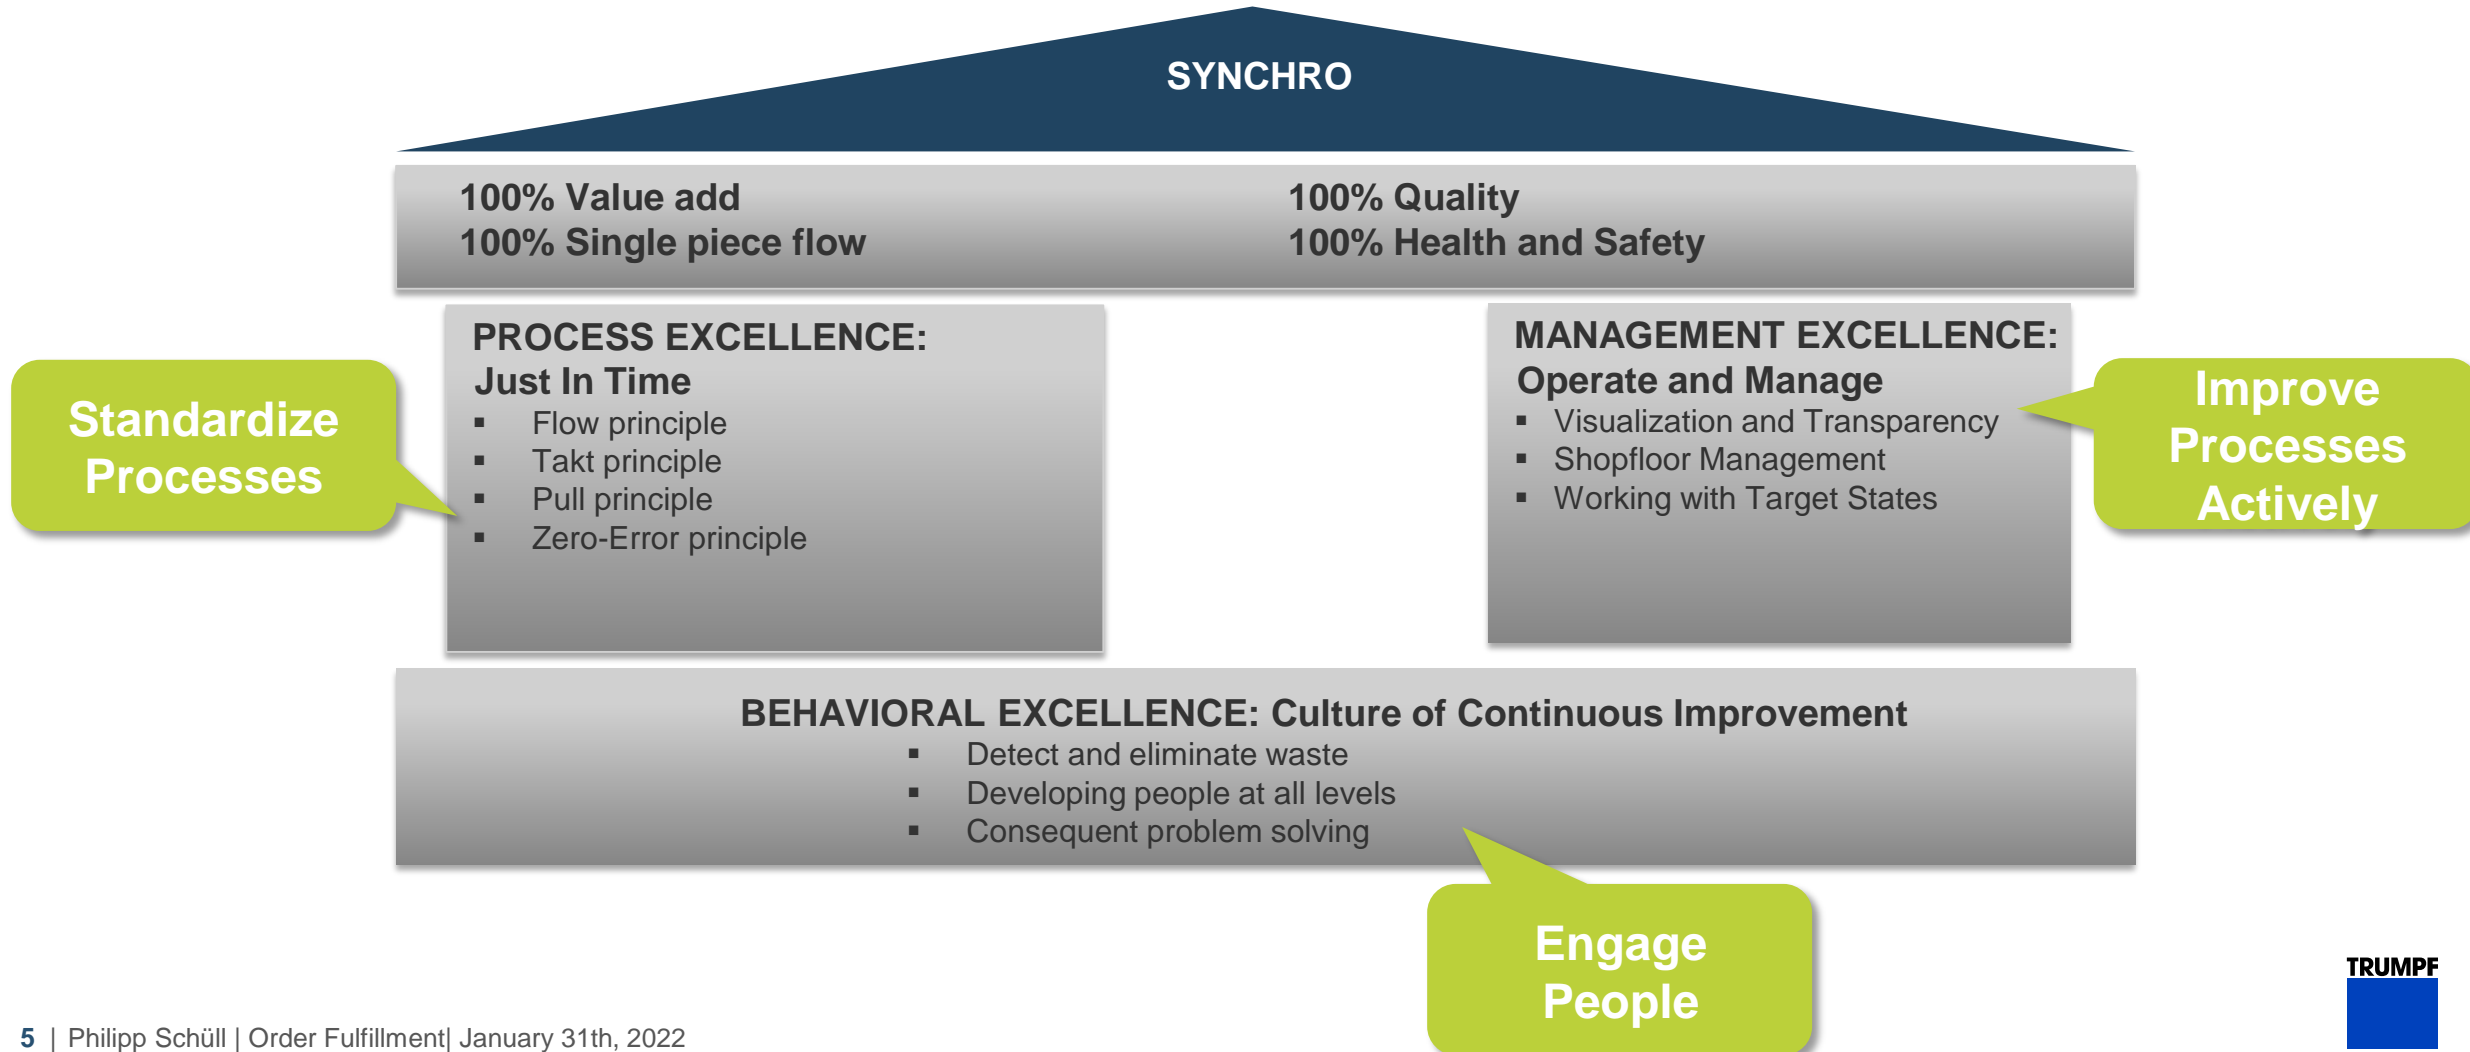 SYNCHRO
100% Value add
100% Single piece flow
100% Quality
100% Health and Safety
PROCESS EXCELLENCE:
Just In Time
▪ Flow principle
▪ Takt principle
▪ Pull principle
▪ Zero-Error principle
Standardize
Processes
MANAGEMENT EXCELLENCE:
Operate and Manage
▪ Visualization and Transparency
▪ Shopfloor Management
▪ Working with Target States
Improve
Processes
Actively
BEHAVIORAL EXCELLENCE: Culture of Continuous Improvement
▪ Detect and eliminate waste
▪ Developing people at all levels
▪ Consequent problem solving
Engage
People
TRUMPF
5 | Philipp Schüll | Order Fulfillment| January 31th, 2022